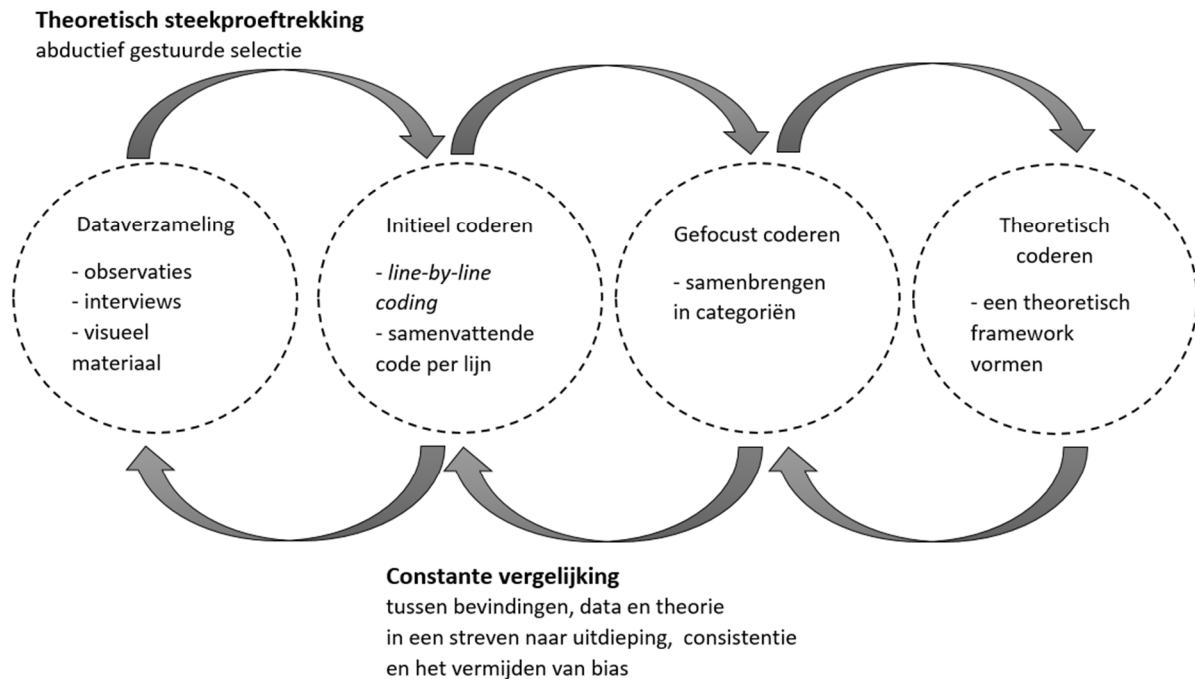 Theoretisch steekproeftrekking
abductief gestuurde selectie
Dataverzameling
- observaties
- interviews
- visueel
materiaal
Initieel coderen
- line-by-line
coding
- samenvattende
code per lijn
Gefocust coderen
- samenbrengen
in categoriën
Theoretisch
coderen
- een theoretisch
framework
vormen
Constante vergelijking
tussen bevindingen, data en theorie
in een streven naar uitdieping, consistentie
en het vermijden van bias